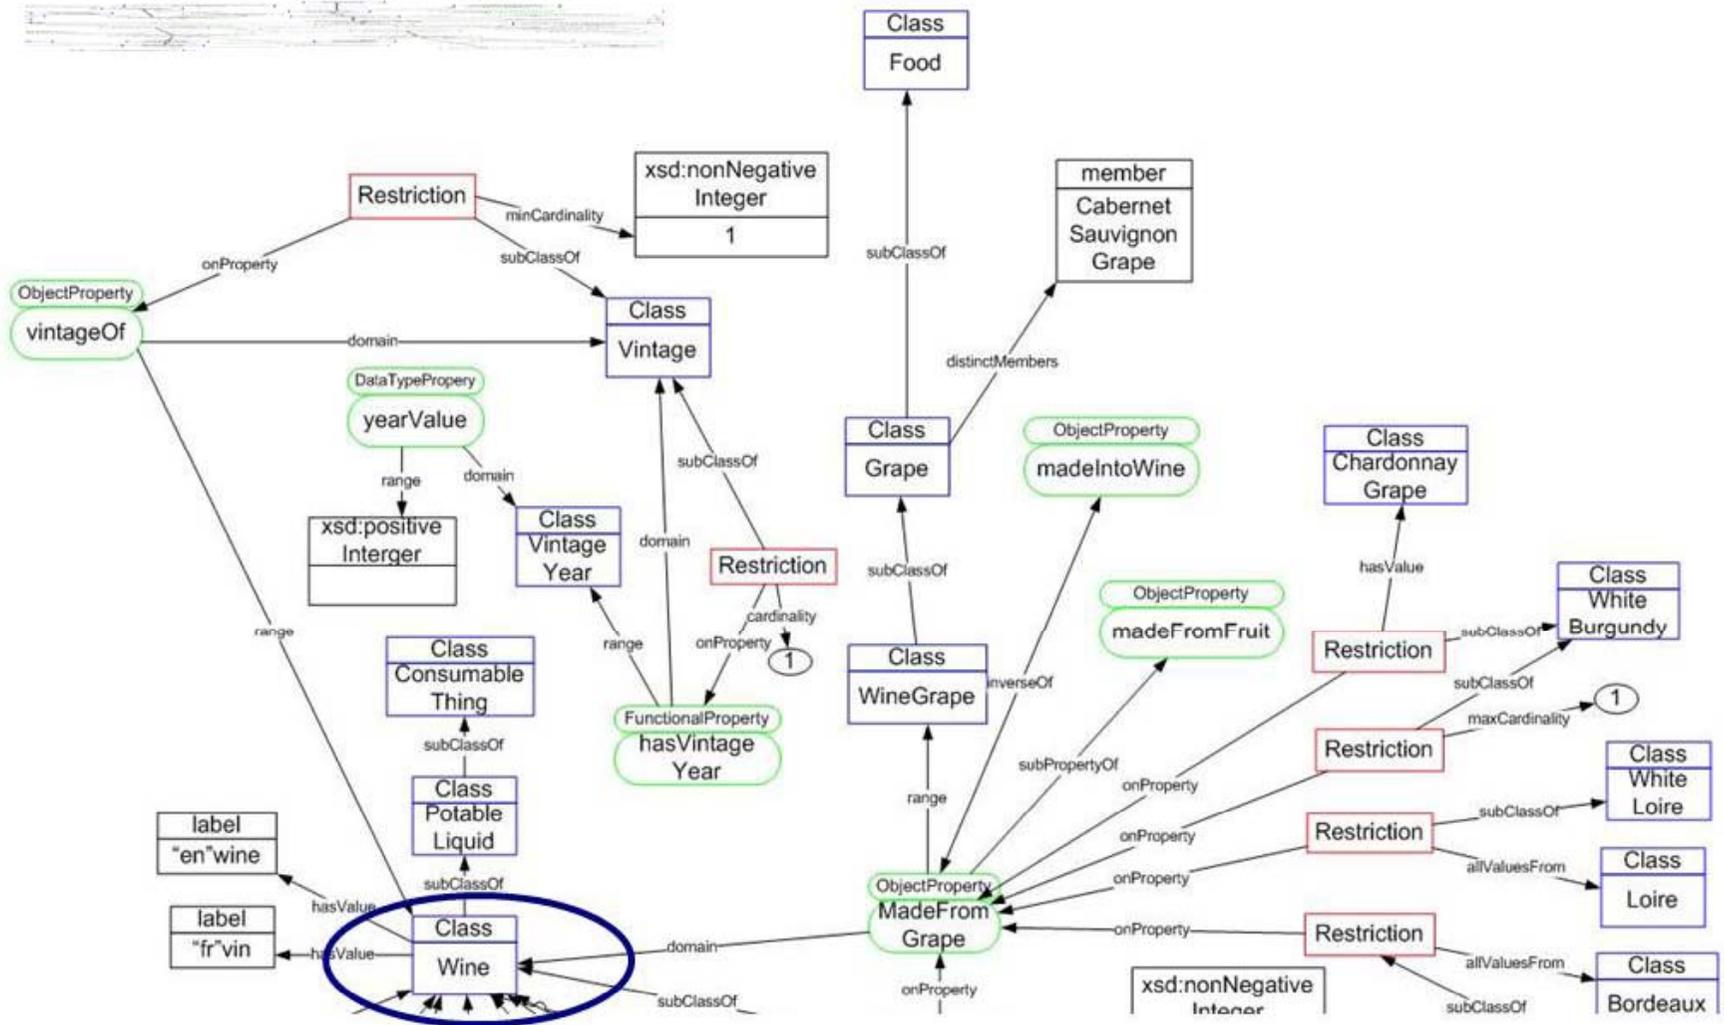 Class
Food
Restriction
minCardinality
xsd:nonNegative
Integer
1
member
Cabernet
Sauvignon
Grape
onProperty
subClassOf
subClassOf
ObjectProperty
vintageOf
domain
Class
Vintage
distinctMembers
DataTypePropery
yearValue
range
domain
xsd:positive
Interger
Class
Vintage
Year
subClassOf
domain
Restriction
cardinality
onProperty
1
range
range
Class
Grape
ObjectProperty
madeIntoWine
Class
Chardonnay
Grape
hasValue
subClassOf
ObjectProperty
madeFromFruit
Class
White
Burgundy
Restriction
subClassOf
subClassOf
Class
WineGrape
inverseOf
maxCardinality
1
Restriction
Class
Consumable
Thing
FunctionalProperty
hasVintage
Year
subClassOf
subPropertyOf
onProperty
Class
White
Loire
range
Class
Potable
Liquid
onProperty
Restriction
subClassOf
label
"en"wine
allValuesFrom
Class
Loire
subClassOf
onProperty
ObjectProperty
MadeFrom
Grape
hasValue
label
"fr"vin
hasValue
Class
Wine
domain
onProperty
Restriction
allValuesFrom
Class
Bordeaux
subClassOf
onProperty
xsd:nonNegative
Integer
subClassOf